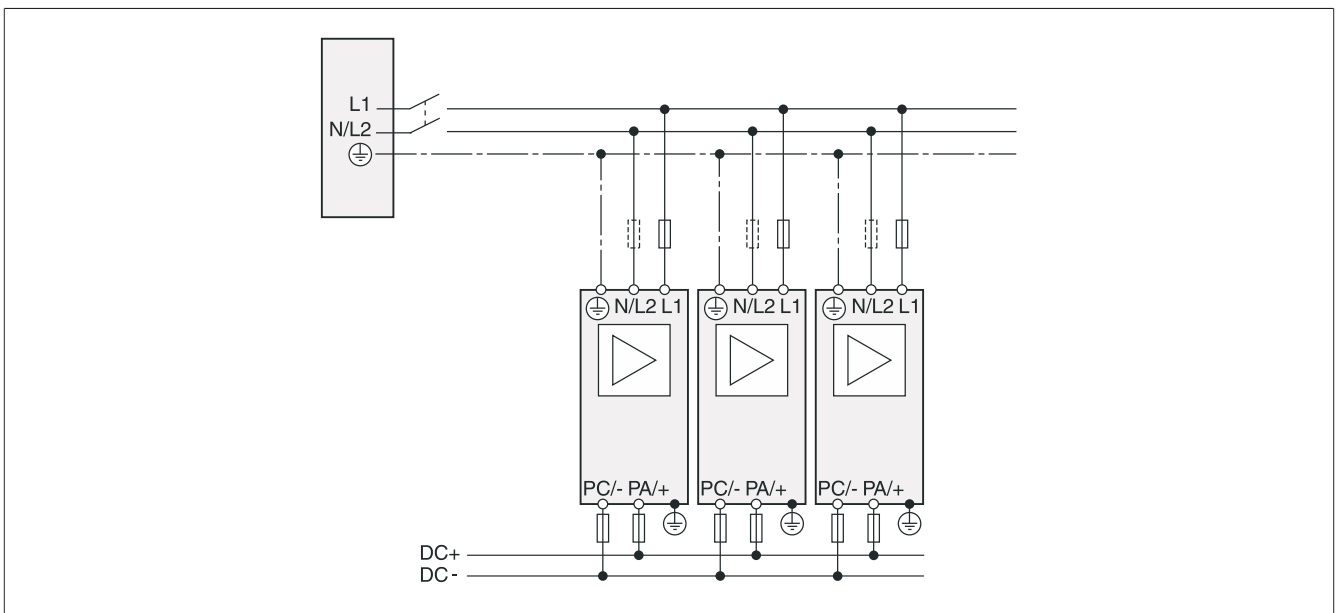 L1
N/L2
N/L2 L1
N/L2 L1
N/L2 L1
PC/- PA/+
PC/- PA/+
PC/- PA/+
DC+
DC-